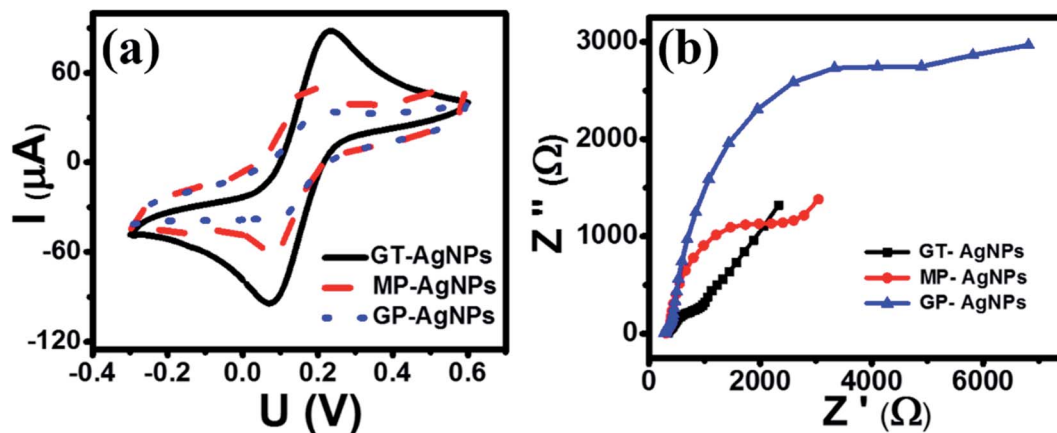 (a)
I (μA)
60
0
-60
-120
-0.4 -0.2 0.0 0.2 0.4 0.6
U (V)
GT-AgNPs
MP-AgNPs
GP-AgNPs
(b)
Z'' (Ω)
3000
2000
1000
0
0 2000 4000 6000
Z' (Ω)
GT- AgNPs
MP- AgNPs
GP- AgNPs